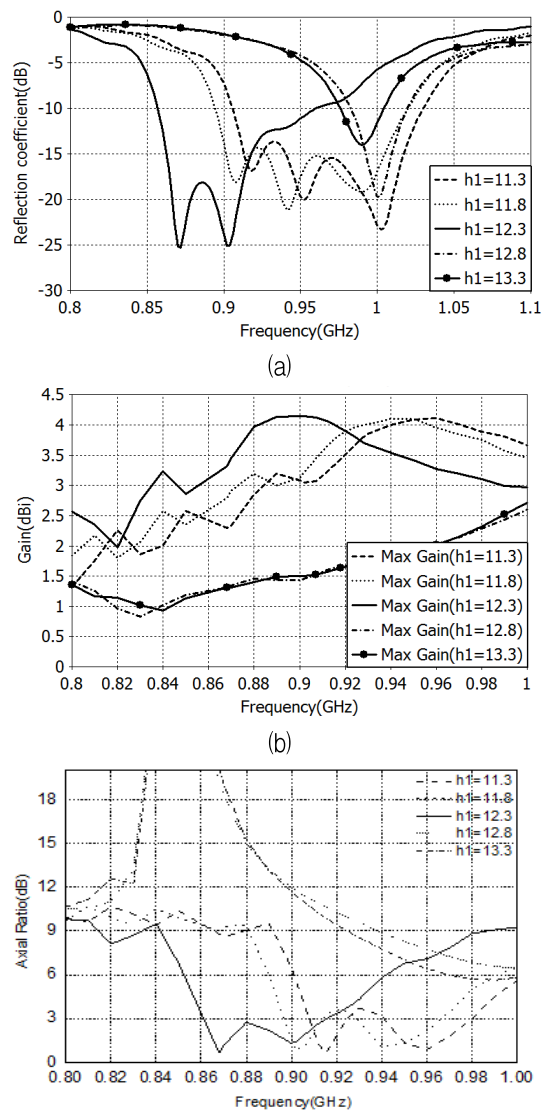 0
-5
-10
-15
-20
-25
-30
Reflection coefficient(dB)
h1=11.3
h1=11.8
h1=12.3
h1=12.8
h1=13.3
0.8 0.85 0.9 0.95 1 1.05 1.1
Frequency(GHz)
(a)
4.5
4
3.5
3
2.5
2
1.5
1
0.5
0
Gain(dBi)
Max Gain(h1=11.3)
Max Gain(h1=11.8)
Max Gain(h1=12.3)
Max Gain(h1=12.8)
Max Gain(h1=13.3)
0.8 0.82 0.84 0.86 0.88 0.9 0.92 0.94 0.96 0.98 1
Frequency(GHz)
(b)
18
15
12
9
6
3
0
Axial Ratio(dB)
h1=11.3
h1=11.8
h1=12.3
h1=12.8
h1=13.3
0.80 0.82 0.84 0.86 0.88 0.90 0.92 0.94 0.96 0.98 1.00
Frequency(GHz)